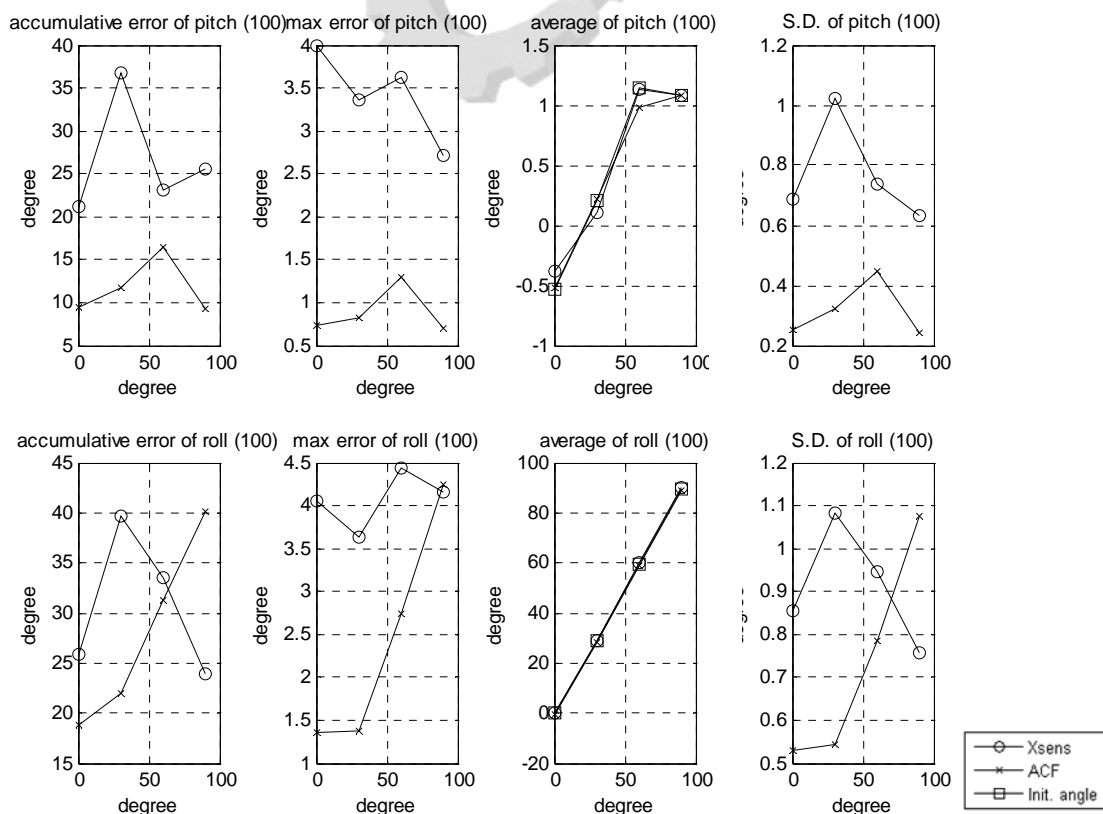 accumulative error of pitch (100)
40
35
30
25
20
15
10
5
degree
0 50 100
degree
max error of pitch (100)
4
3.5
3
2.5
2
1.5
1
0.5
degree
0 50 100
degree
average of pitch (100)
1.5
1
0.5
0
-0.5
-1
degree
0 50 100
degree
S.D. of pitch (100)
1.2
1
0.8
0.6
0.4
0.2
degree
0 50 100
degree
accumulative error of roll (100)
45
40
35
30
25
20
15
degree
0 50 100
degree
max error of roll (100)
4.5
4
3.5
3
2.5
2
1.5
1
degree
0 50 100
degree
average of roll (100)
100
80
60
40
20
0
-20
degree
0 50 100
degree
S.D. of roll (100)
1.2
1.1
1
0.9
0.8
0.7
0.6
0.5
degree
0 50 100
degree
Xsens
ACF
Init. angle